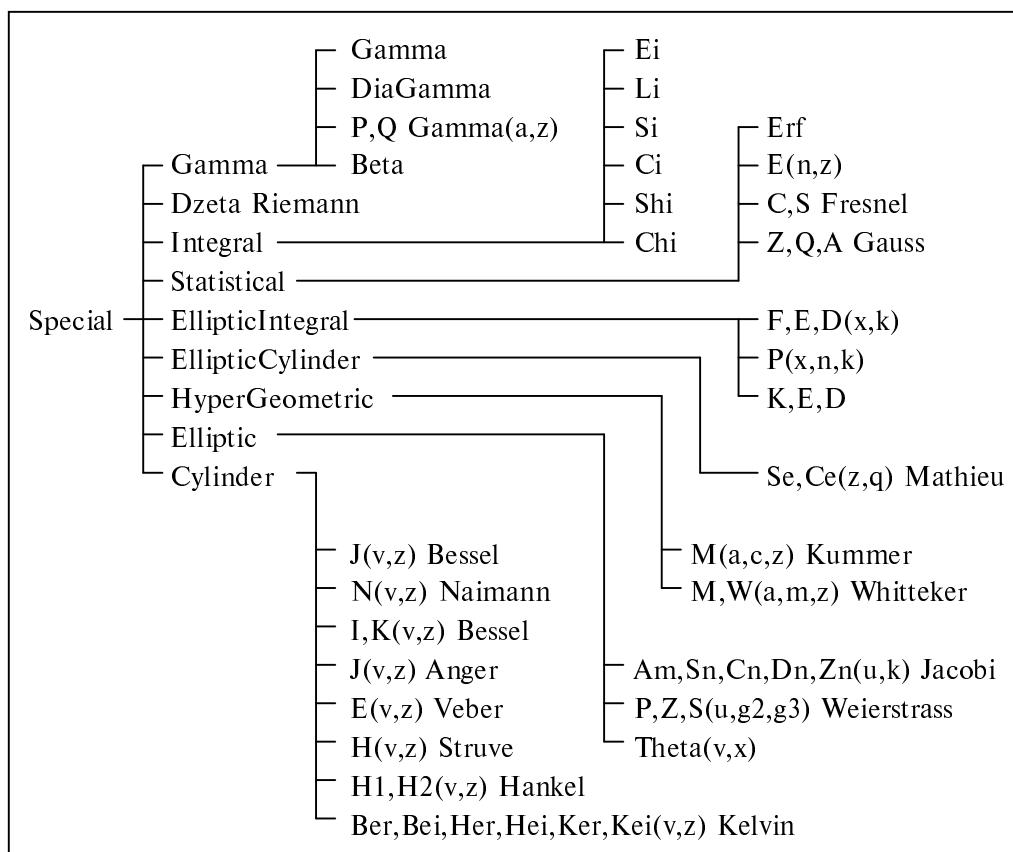 Special
Gamma
Dzeta Riemann
Integral
Statistical
EllipticIntegral
EllipticCylinder
HyperGeometric
Elliptic
Cylinder
Gamma
DiaGamma
P,Q Gamma(a,z)
Beta
Ei
Li
Si
Ci
Shi
Chi
Erf
E(n,z)
C,S Fresnel
Z,Q,A Gauss
F,E,D(x,k)
P(x,n,k)
K,E,D
Se,Ce(z,q) Mathieu
M(a,c,z) Kummer
M,W(a,m,z) Whitteker
Am,Sn,Cn,Dn,Zn(u,k) Jacobi
P,Z,S(u,g2,g3) Weierstrass
Theta(v,x)
J(v,z) Bessel
N(v,z) Naimann
I,K(v,z) Bessel
J(v,z) Anger
E(v,z) Veber
H(v,z) Struve
H1,H2(v,z) Hankel
Ber,Bei,Her,Hei,Ker,Kei(v,z) Kelvin